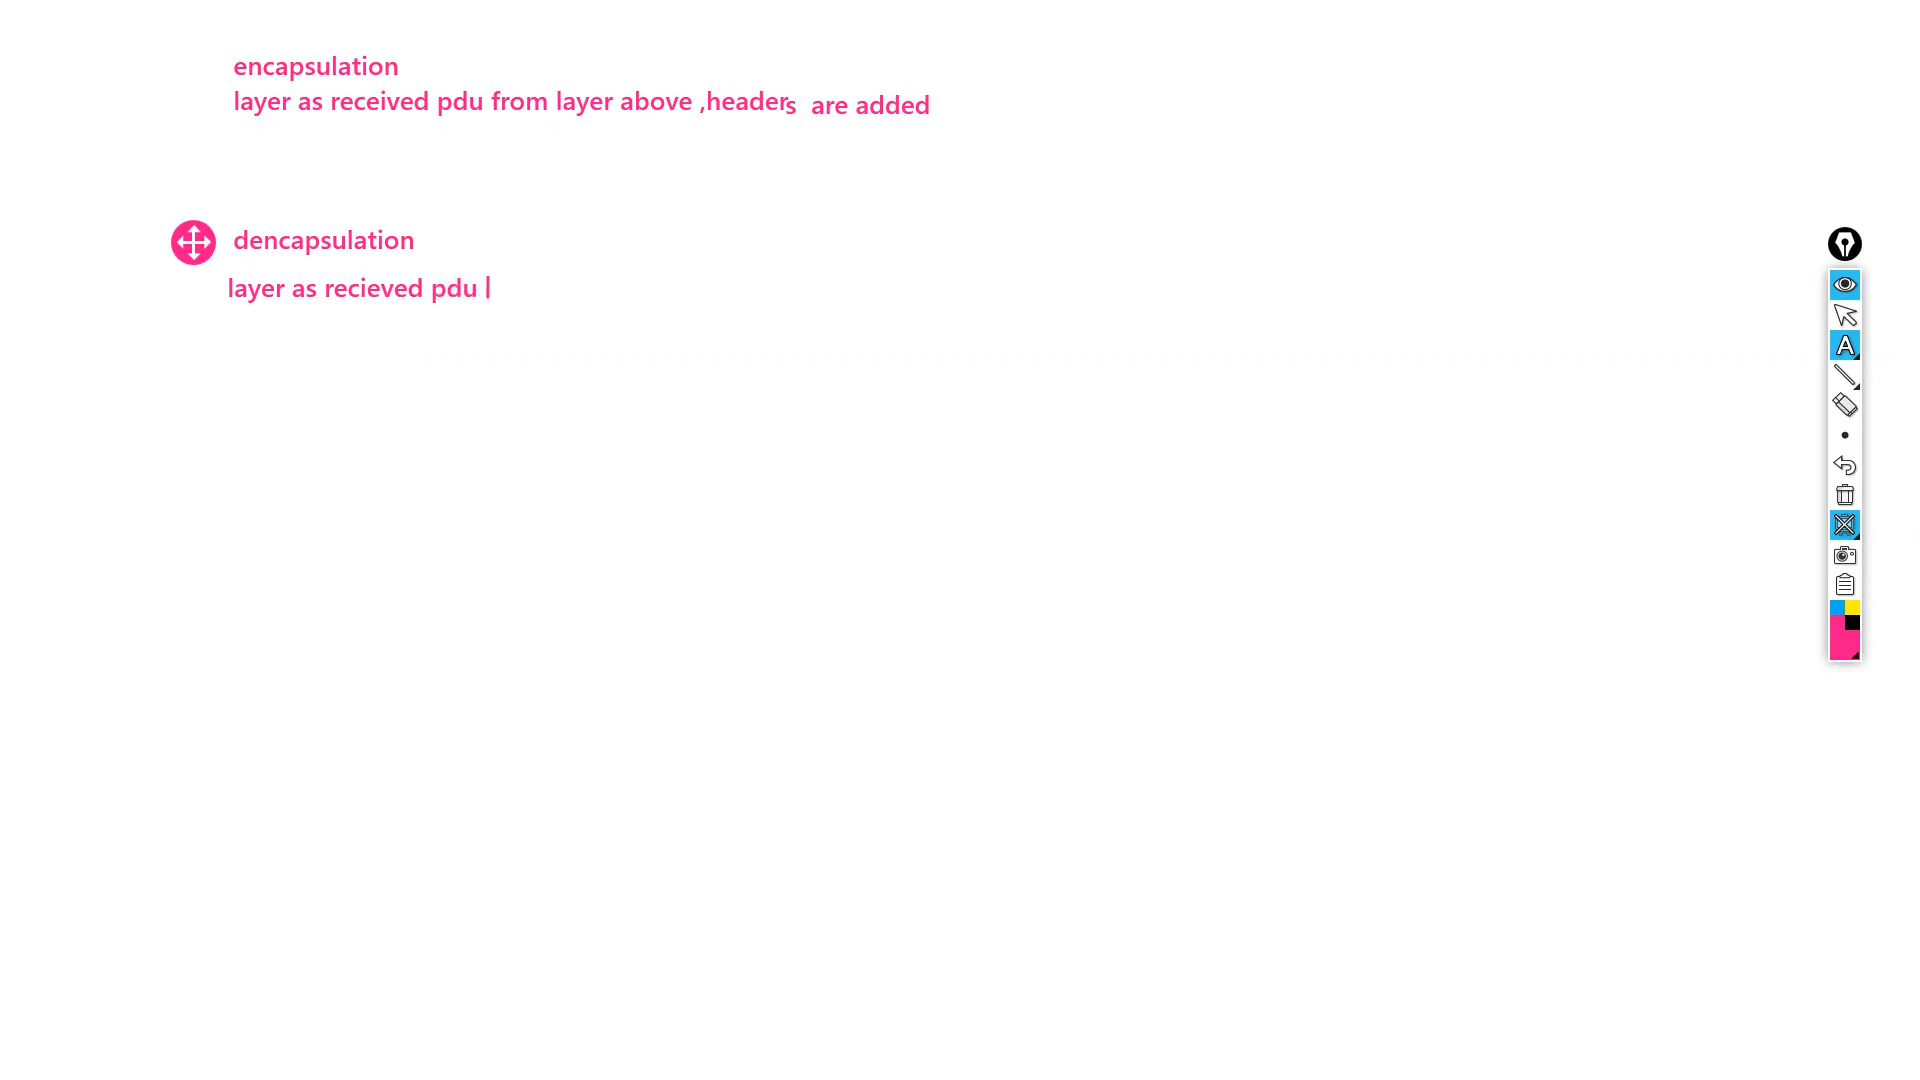 encapsulation
layer as received pdu from layer above ,headers are added
dencapsulation
layer as recieved pdu